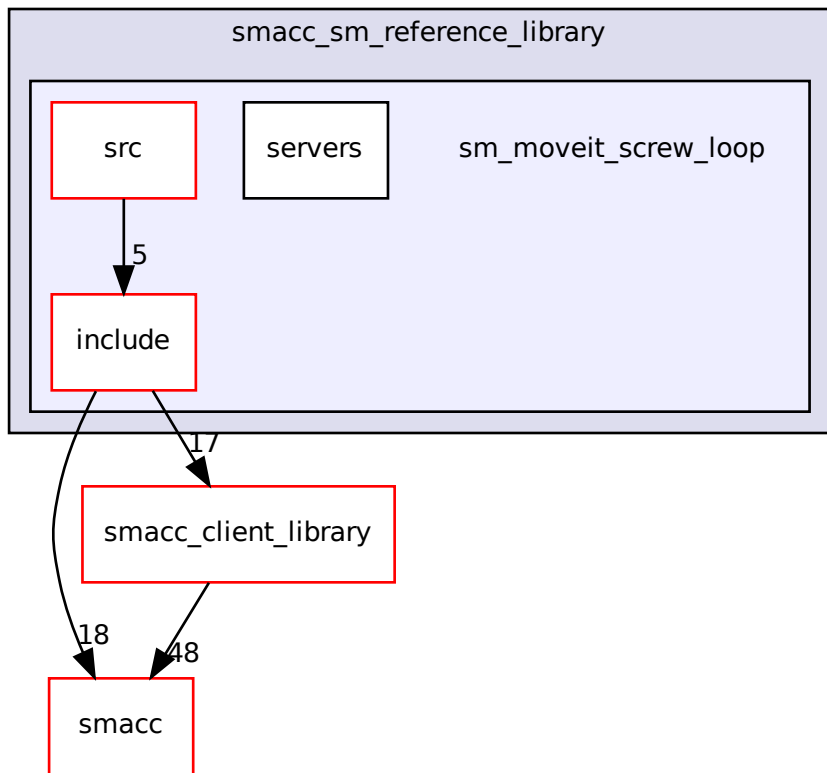 smacc_sm_reference_library
src
servers
sm_moveit_screw_loop
5
include
17
smacc_client_library
18
48
smacc